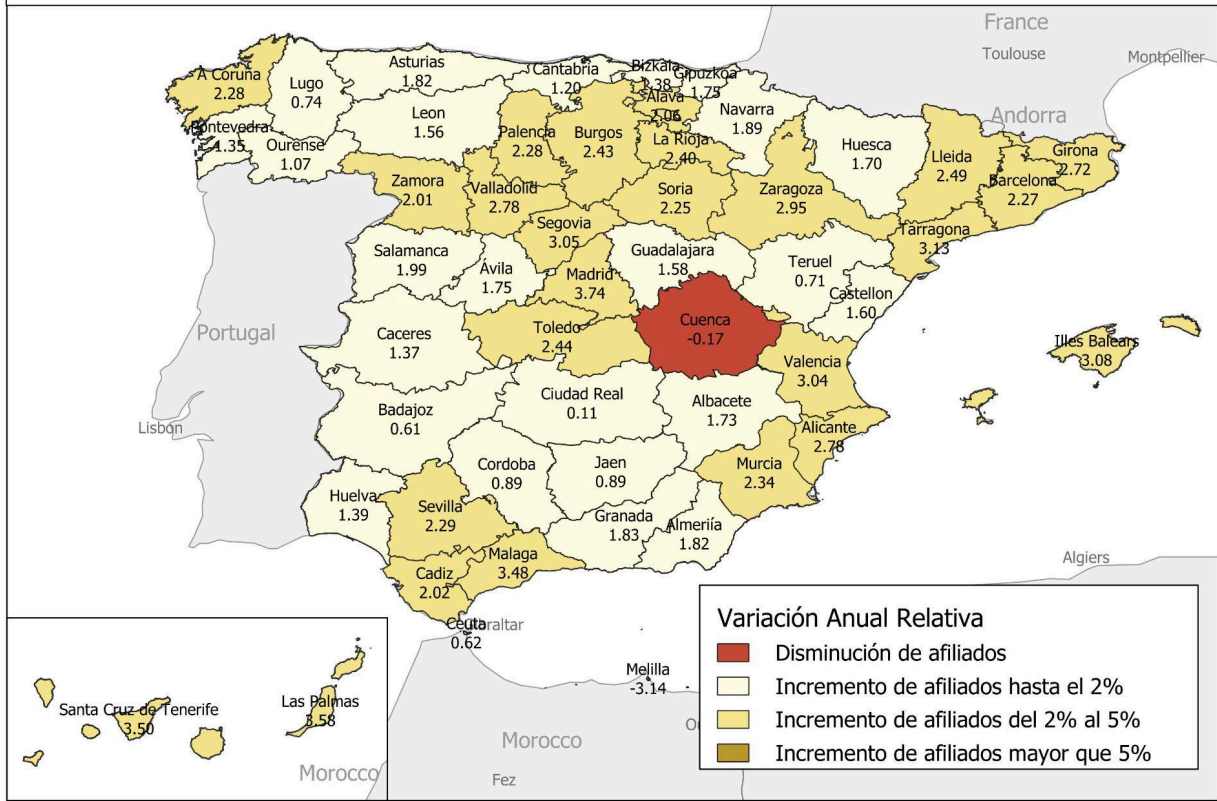 France
Toulouse
Montpellier
Andorra
A Coruña
2.28
Lugo
0.74
Asturias
1.82
Cantabria
1.20
Bizkaia
1.38
Gipuzkoa
1.75
Alava
2.06
Navarra
1.89
Pontevedra
1.35
Ourense
1.07
Leon
1.56
Palencia
2.28
Burgos
2.43
La Rioja
2.40
Huesca
1.70
Lleida
2.49
Girona
2.72
Barcelona
2.27
Zamora
2.01
Valladolid
2.78
Soria
2.25
Zaragoza
2.95
Tarragona
3.13
Segovia
3.05
Salamanca
1.99
Ávila
1.75
Madrid
3.74
Guadalajara
1.58
Teruel
0.71
Castellon
1.60
Portugal
Caceres
1.37
Toledo
2.44
Cuenca
-0.17
Valencia
3.04
Illes Balears
3.08
Lisbon
Badajoz
0.61
Ciudad Real
0.11
Albacete
1.73
Alicante
2.78
Huelva
1.39
Sevilla
2.29
Cordoba
0.89
Jaen
0.89
Murcia
2.34
Granada
1.83
Almeriía
1.82
Cadiz
2.02
Malaga
3.48
Algiers
Ceuta
0.62
Gibraltar
Melilla
-3.14
Santa Cruz de Tenerife
3.50
Las Palmas
3.58
Morocco
Morocco
Fez
Variación Anual Relativa
Disminución de afiliados
Incremento de afiliados hasta el 2%
Incremento de afiliados del 2% al 5%
Incremento de afiliados mayor que 5%